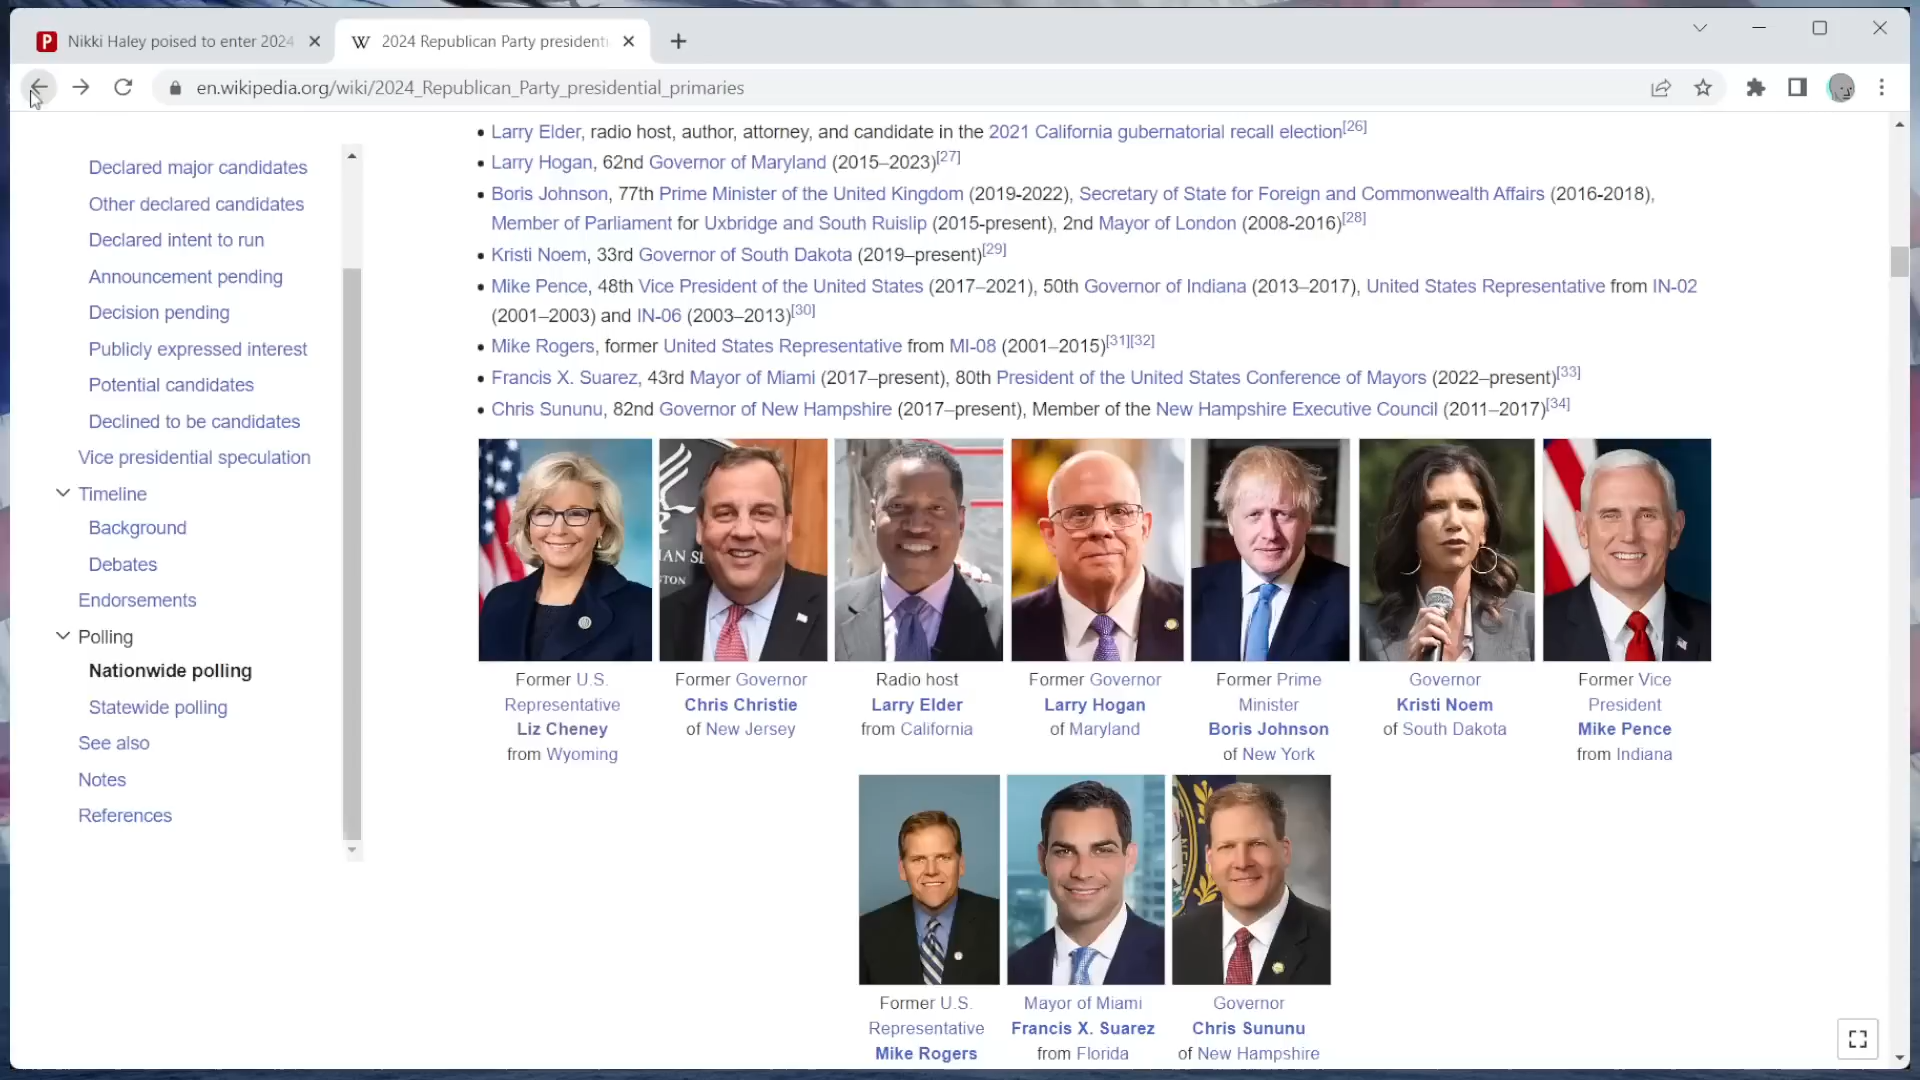 Nikki Haley poised to enter 2024
2024 Republican Party presidenti
en.wikipedia.org/wiki/2024_Republican_Party_presidential_primaries
Declared major candidates
Other declared candidates
Declared intent to run
Announcement pending
Decision pending
Publicly expressed interest
Potential candidates
Declined to be candidates
Vice presidential speculation
Timeline
Background
Debates
Endorsements
Polling
Nationwide polling
Statewide polling
See also
Notes
References
• Larry Elder, radio host, author, attorney, and candidate in the 2021 California gubernatorial recall election[26]
• Larry Hogan, 62nd Governor of Maryland (2015–2023)[27]
• Boris Johnson, 77th Prime Minister of the United Kingdom (2019-2022), Secretary of State for Foreign and Commonwealth Affairs (2016-2018),
Member of Parliament for Uxbridge and South Ruislip (2015-present), 2nd Mayor of London (2008-2016)[28]
• Kristi Noem, 33rd Governor of South Dakota (2019–present)[29]
• Mike Pence, 48th Vice President of the United States (2017–2021), 50th Governor of Indiana (2013–2017), United States Representative from IN-02
(2001–2003) and IN-06 (2003–2013)[30]
• Mike Rogers, former United States Representative from MI-08 (2001–2015)[31][32]
• Francis X. Suarez, 43rd Mayor of Miami (2017–present), 80th President of the United States Conference of Mayors (2022–present)[33]
• Chris Sununu, 82nd Governor of New Hampshire (2017–present), Member of the New Hampshire Executive Council (2011–2017)[34]
Former U.S.
Representative
Liz Cheney
from Wyoming
Former Governor
Chris Christie
of New Jersey
Radio host
Larry Elder
from California
Former Governor
Larry Hogan
of Maryland
Former Prime
Minister
Boris Johnson
of New York
Governor
Kristi Noem
of South Dakota
Former Vice
President
Mike Pence
from Indiana
Former U.S.
Representative
Mike Rogers
Mayor of Miami
Francis X. Suarez
from Florida
Governor
Chris Sununu
of New Hampshire